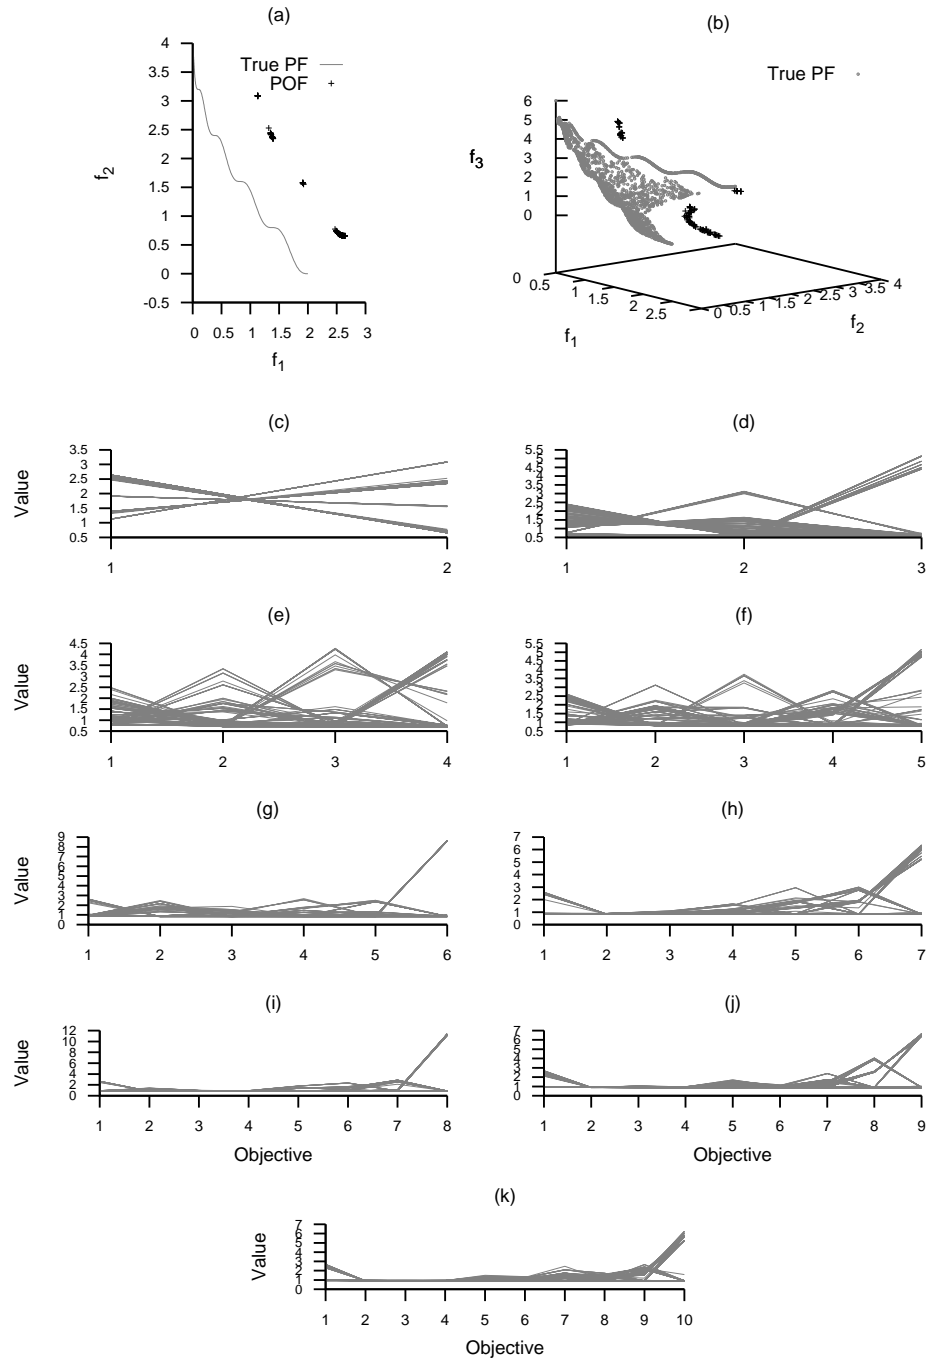 (a)
4
3.5
3
2.5
2
1.5
1
0.5
0
-0.5
f2
True PF
POF
0 0.5 1 1.5 2 2.5 3
f1
(b)
True PF
6
5
4
3
2
1
0
f3
0
0.5
1
1.5
2
2.5
f1
0 0.5 1 1.5 2 2.5 3 3.5 4
f2
(c)
Value
3.5
3
2.5
2
1.5
1
0.5
1 2
(d)
5.5
5
4.5
4
3.5
3
2.5
2
1.5
1
0.5
1 2 3
(e)
Value
4.5
4
3.5
3
2.5
2
1.5
1
0.5
1 2 3 4
(f)
5.5
5
4.5
4
3.5
3
2.5
2
1.5
1
0.5
1 2 3 4 5
(g)
Value
9
8
7
6
5
4
3
2
1
0
1 2 3 4 5 6
(h)
7
6
5
4
3
2
1
0
1 2 3 4 5 6 7
(i)
Value
12
10
8
6
4
2
0
1 2 3 4 5 6 7 8
Objective
(j)
7
6
5
4
3
2
1
0
1 2 3 4 5 6 7 8 9
Objective
(k)
Value
7
6
5
4
3
2
1
0
1 2 3 4 5 6 7 8 9 10
Objective